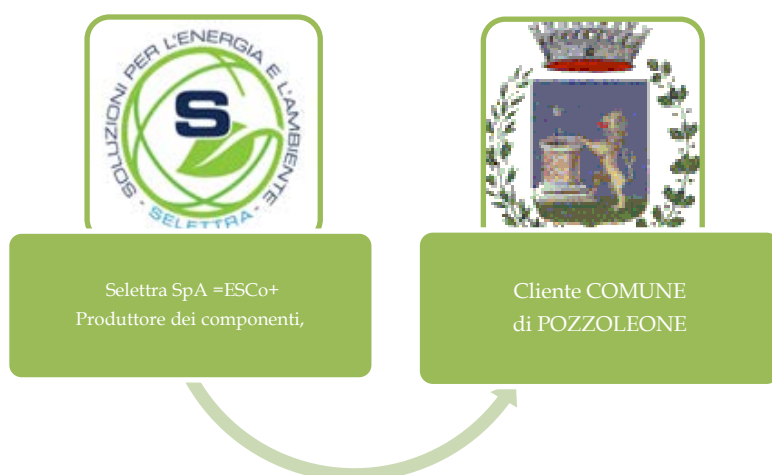 SOLUZIONI PER L'ENERGIA E L'AMBIENTE
- SELETTRA -
S
Selettra SpA =ESCo+
Produttore dei componenti,
Cliente COMUNE
di POZZOLEONE